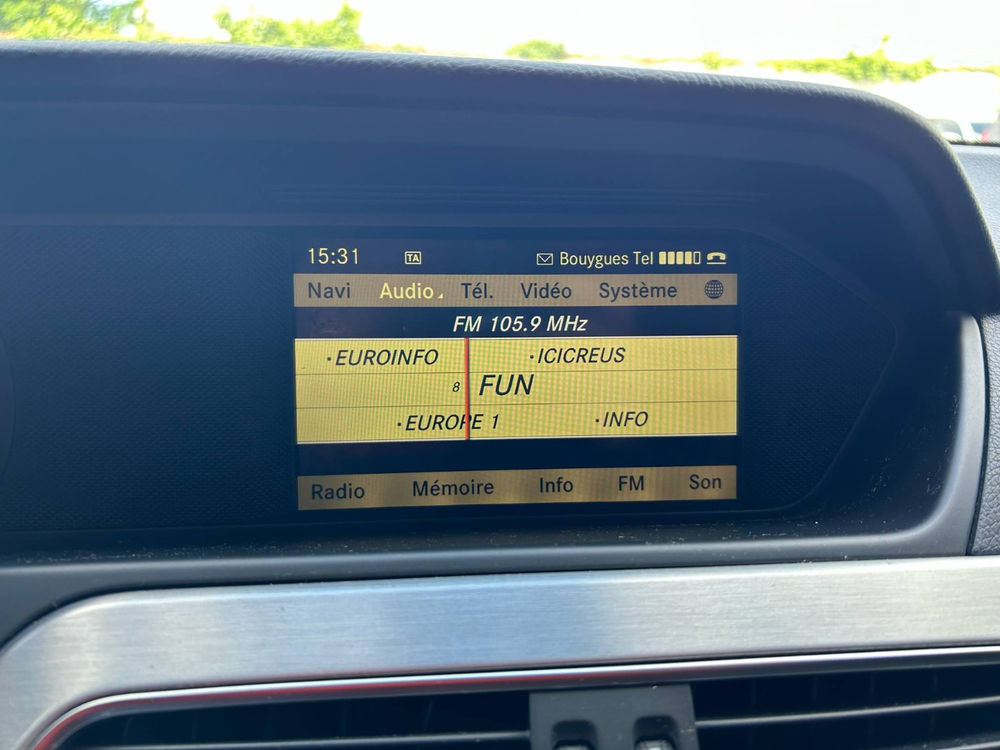 15:31 TA Bouygues Tel
Navi Audio Tél. Vidéo Système
FM 105.9 MHz
·EUROINFO ·ICICREUS
8 FUN
·EUROPE 1 ·INFO
Radio Mémoire Info FM Son